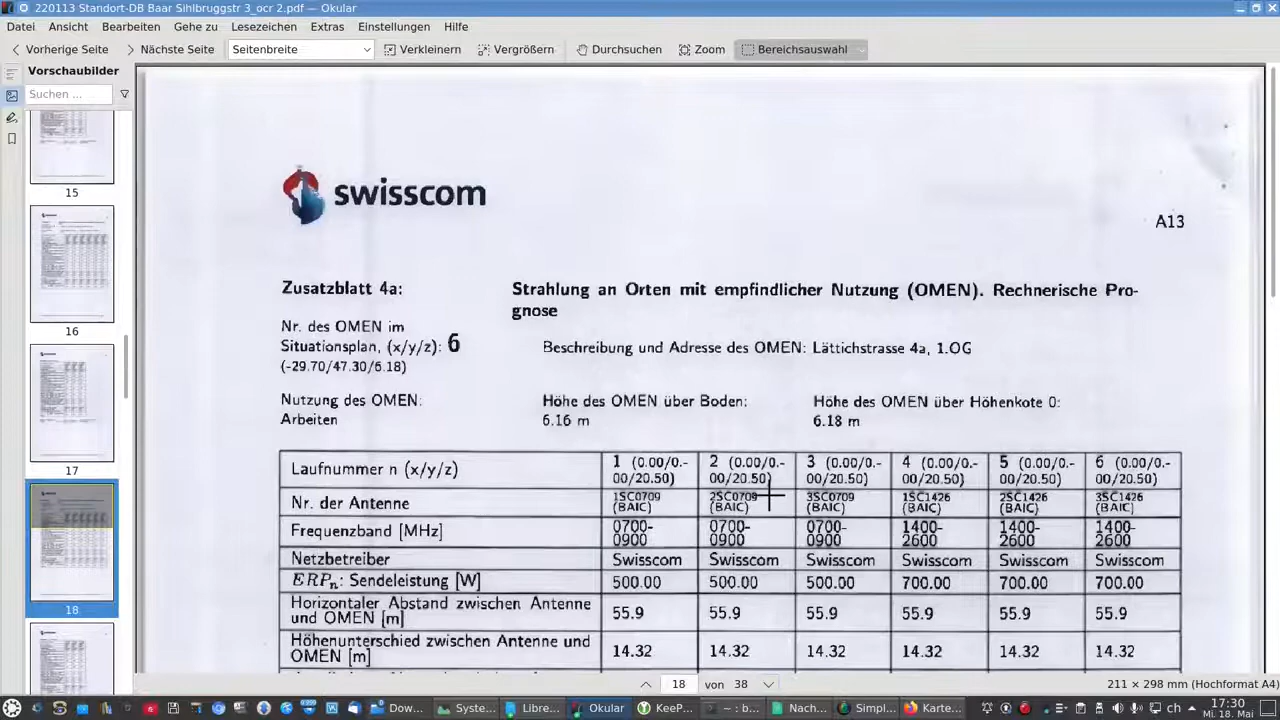 220113 Standort-DB Baar Sihlbruggstr 3_ocr 2.pdf – Okular
Datei Ansicht Bearbeiten Gehe zu Lesezeichen Extras Einstellungen Hilfe
Vorherige Seite Nächste Seite Seitenbreite Verkleinern Vergrößern Durchsuchen Zoom Bereichsauswahl
Vorschaubilder
Suchen ...
15
16
17
18
swisscom
A13
Zusatzblatt 4a: Strahlung an Orten mit empfindlicher Nutzung (OMEN). Rechnerische Pro-
gnose
Nr. des OMEN im
Situationsplan, (x/y/z): 6 Beschreibung und Adresse des OMEN: Lättichstrasse 4a, 1.OG
(-29.70/47.30/6.18)
Nutzung des OMEN: Höhe des OMEN über Boden: Höhe des OMEN über Höhenkote 0:
Arbeiten 6.16 m 6.18 m
Laufnummer n (x/y/z) 1 (0.00/0.- 2 (0.00/0.- 3 (0.00/0.- 4 (0.00/0.- 5 (0.00/0.- 6 (0.00/0.-
00/20.50) 00/20.50) 00/20.50) 00/20.50) 00/20.50) 00/20.50)
Nr. der Antenne 1SC0709 2SC0709 3SC0709 1SC1426 2SC1426 3SC1426
(BAIC) (BAIC) (BAIC) (BAIC) (BAIC) (BAIC)
Frequenzband [MHz] 0700- 0700- 0700- 1400- 1400- 1400-
0900 0900 0900 2600 2600 2600
Netzbetreiber Swisscom Swisscom Swisscom Swisscom Swisscom Swisscom
ERPn: Sendeleistung [W] 500.00 500.00 500.00 700.00 700.00 700.00
Horizontaler Abstand zwischen Antenne
und OMEN [m] 55.9 55.9 55.9 55.9 55.9 55.9
Höhenunterschied zwischen Antenne und
OMEN [m] 14.32 14.32 14.32 14.32 14.32 14.32
18 von 38 211 × 298 mm (Hochformat A4)
Dow... Syste... Libre... Okular KeeP... ~ : b... Nach... Simpl... Karte... ch 17:30
Mi. 18. Mai